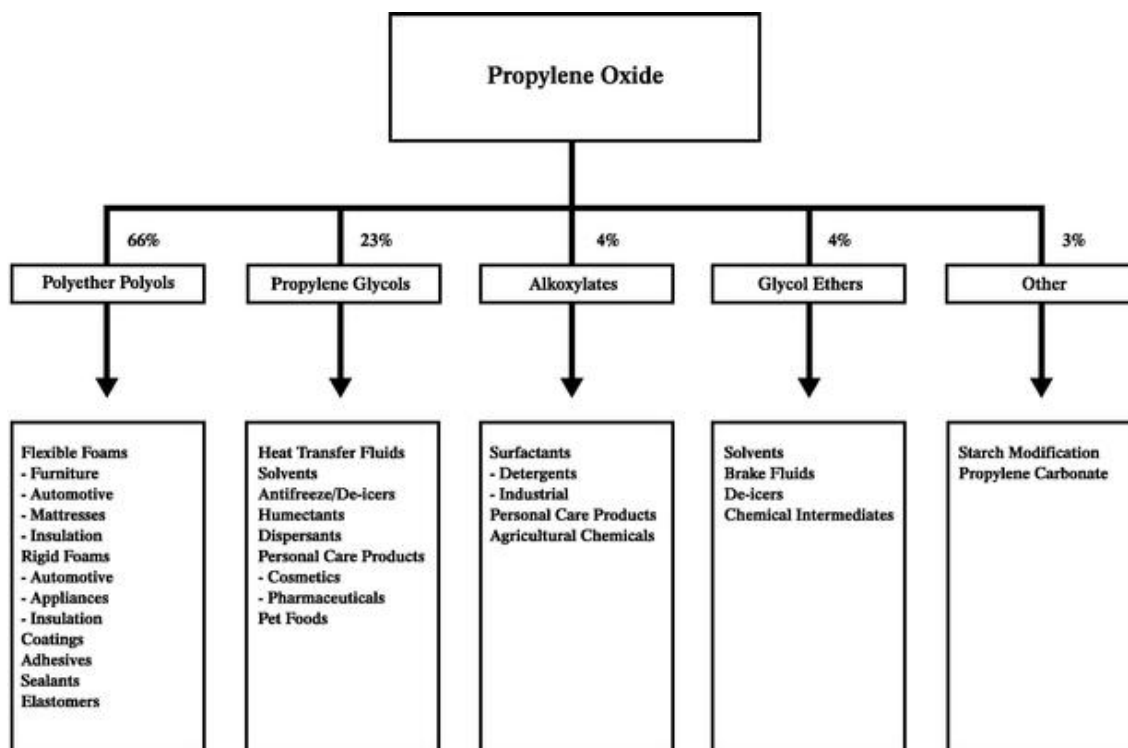 Propylene Oxide
66%
23%
4%
4%
3%
Polyether Polyols
Propylene Glycols
Alkoxylates
Glycol Ethers
Other
Flexible Foams
- Furniture
- Automotive
- Mattresses
- Insulation
Rigid Foams
- Automotive
- Appliances
- Insulation
Coatings
Adhesives
Sealants
Elastomers
Heat Transfer Fluids
Solvents
Antifreeze/De-icers
Humectants
Dispersants
Personal Care Products
- Cosmetics
- Pharmaceuticals
Pet Foods
Surfactants
- Detergents
- Industrial
Personal Care Products
Agricultural Chemicals
Solvents
Brake Fluids
De-icers
Chemical Intermediates
Starch Modification
Propylene Carbonate